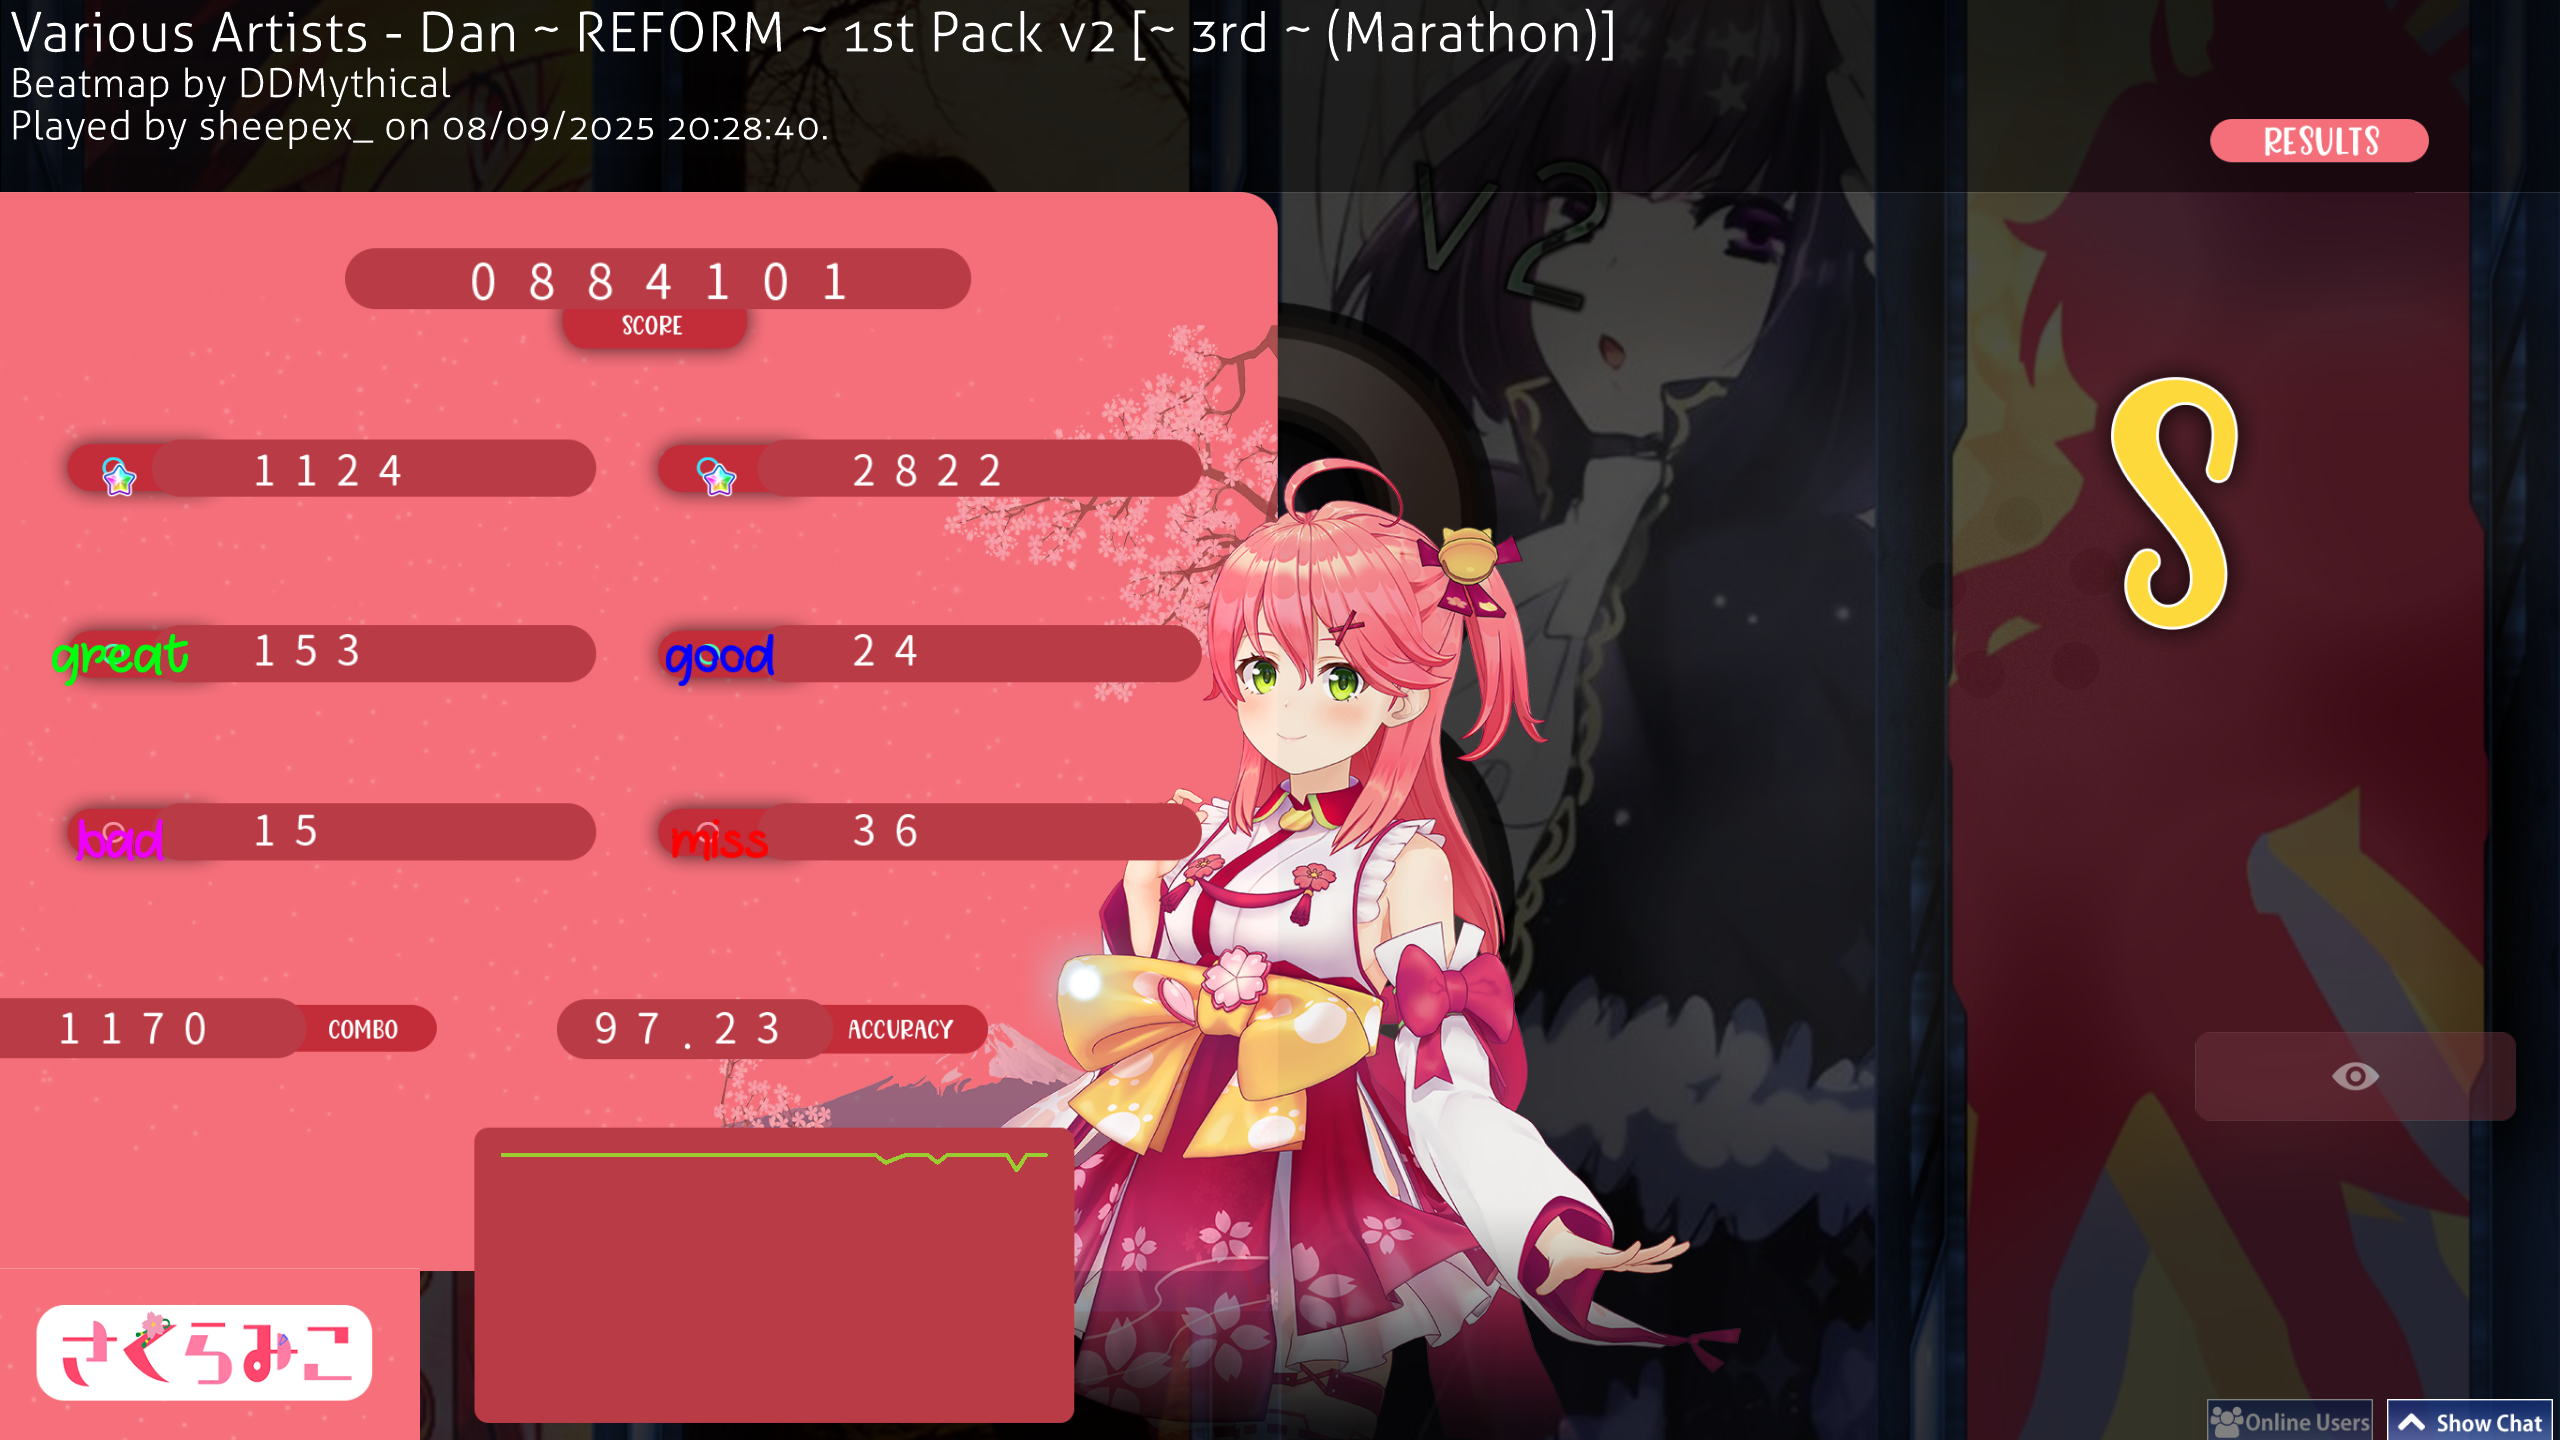 Various Artists - Dan ~ REFORM ~ 1st Pack v2 [~ 3rd ~ (Marathon)]
Beatmap by DDMythical
Played by sheepex_ on 08/09/2025 20:28:40.
RESULTS
v2
0884101
SCORE
1124
2822
S
great 153
good 24
bad 15
miss 36
1170 COMBO
97.23 ACCURACY
さくらみこ
Online Users
Show Chat